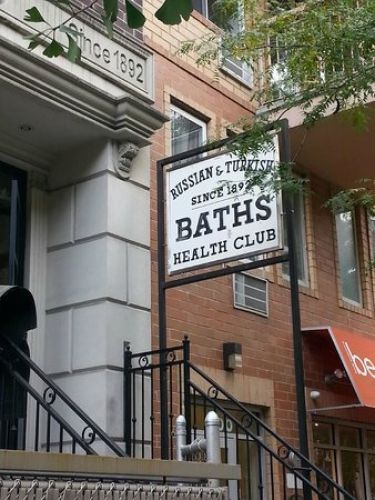 Since 1892
RUSSIAN & TURKISH
SINCE 1892
BATHS
HEALTH CLUB
be